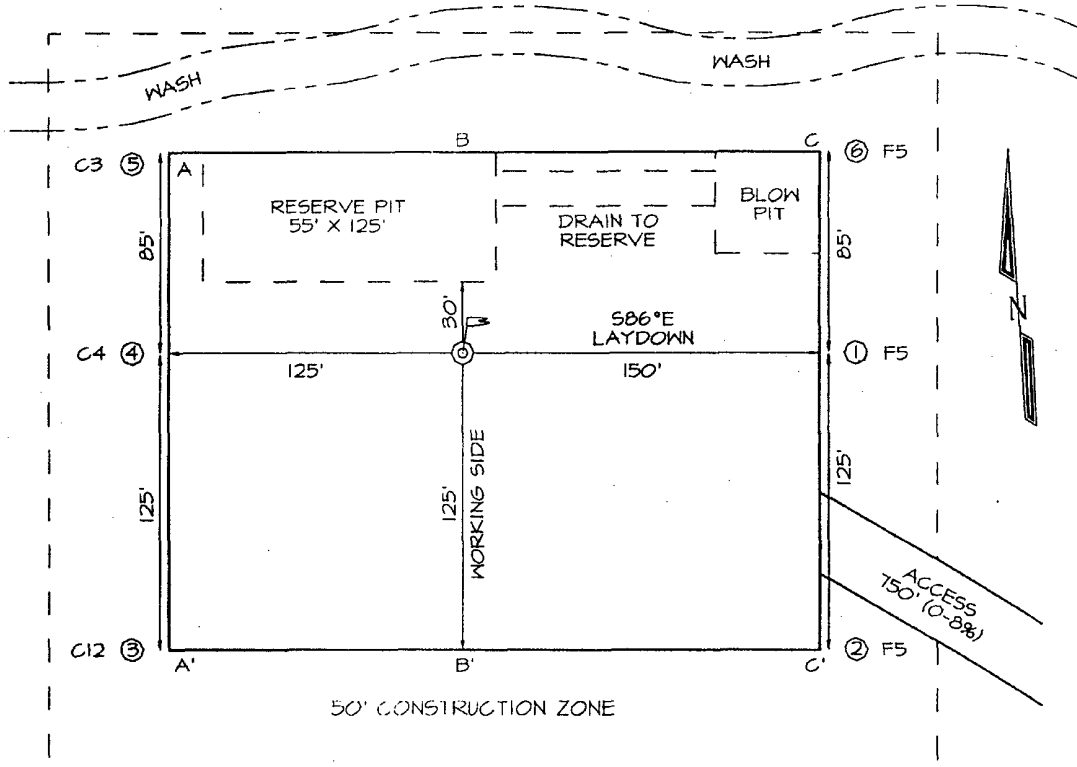 WASH
WASH
C3 ⑤
A
B
C
⑥ F5
RESERVE PIT
55' X 125'
DRAIN TO
RESERVE
BLOW
PIT
85'
85'
30'
S86°E
LAYDOWN
N
C4 ④
125'
150'
① F5
125'
125'
WORKING SIDE
125'
ACCESS
750' (0-8%)
C12 ③
A'
B'
C'
② F5
50' CONSTRUCTION ZONE